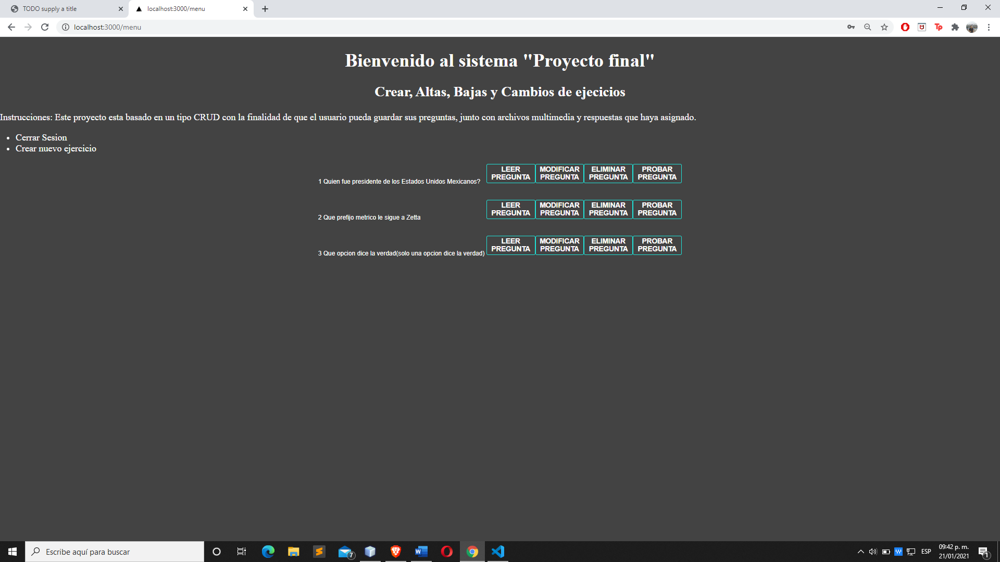 TODO supply a title
localhost:3000/menu
localhost:3000/menu
Bienvenido al sistema "Proyecto final"
Crear, Altas, Bajas y Cambios de ejecicios
Instrucciones: Este proyecto esta basado en un tipo CRUD con la finalidad de que el usuario pueda guardar sus preguntas, junto con archivos multimedia y respuestas que haya asignado.
Cerrar Sesion
Crear nuevo ejercicio
1 Quien fue presidente de los Estados Unidos Mexicanos?
LEER PREGUNTA
MODIFICAR PREGUNTA
ELIMINAR PREGUNTA
PROBAR PREGUNTA
2 Que prefijo metrico le sigue a Zetta
LEER PREGUNTA
MODIFICAR PREGUNTA
ELIMINAR PREGUNTA
PROBAR PREGUNTA
3 Que opcion dice la verdad(solo una opcion dice la verdad)
LEER PREGUNTA
MODIFICAR PREGUNTA
ELIMINAR PREGUNTA
PROBAR PREGUNTA
Escribe aquí para buscar
7
ESP
09:42 p. m.
21/01/2021
1